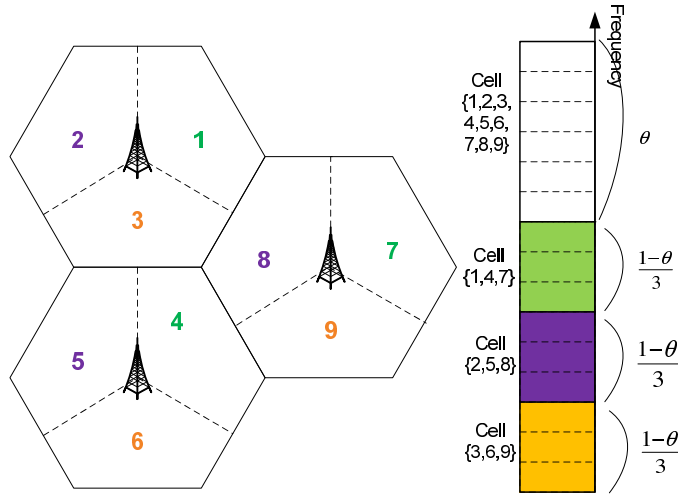 2
1
3
8
7
9
4
5
6
Frequency
Cell
{1,2,3,
4,5,6,
7,8,9}
θ
Cell
{1,4,7}
1−θ
3
Cell
{2,5,8}
1−θ
3
Cell
{3,6,9}
1−θ
3